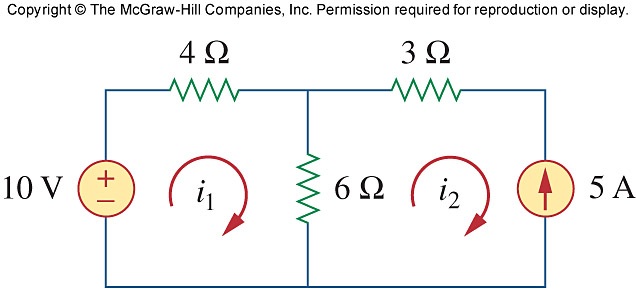 Copyright © The McGraw-Hill Companies, Inc. Permission required for reproduction or display.
4 Ω 3 Ω
10 V + − i1 6 Ω i2 5 A